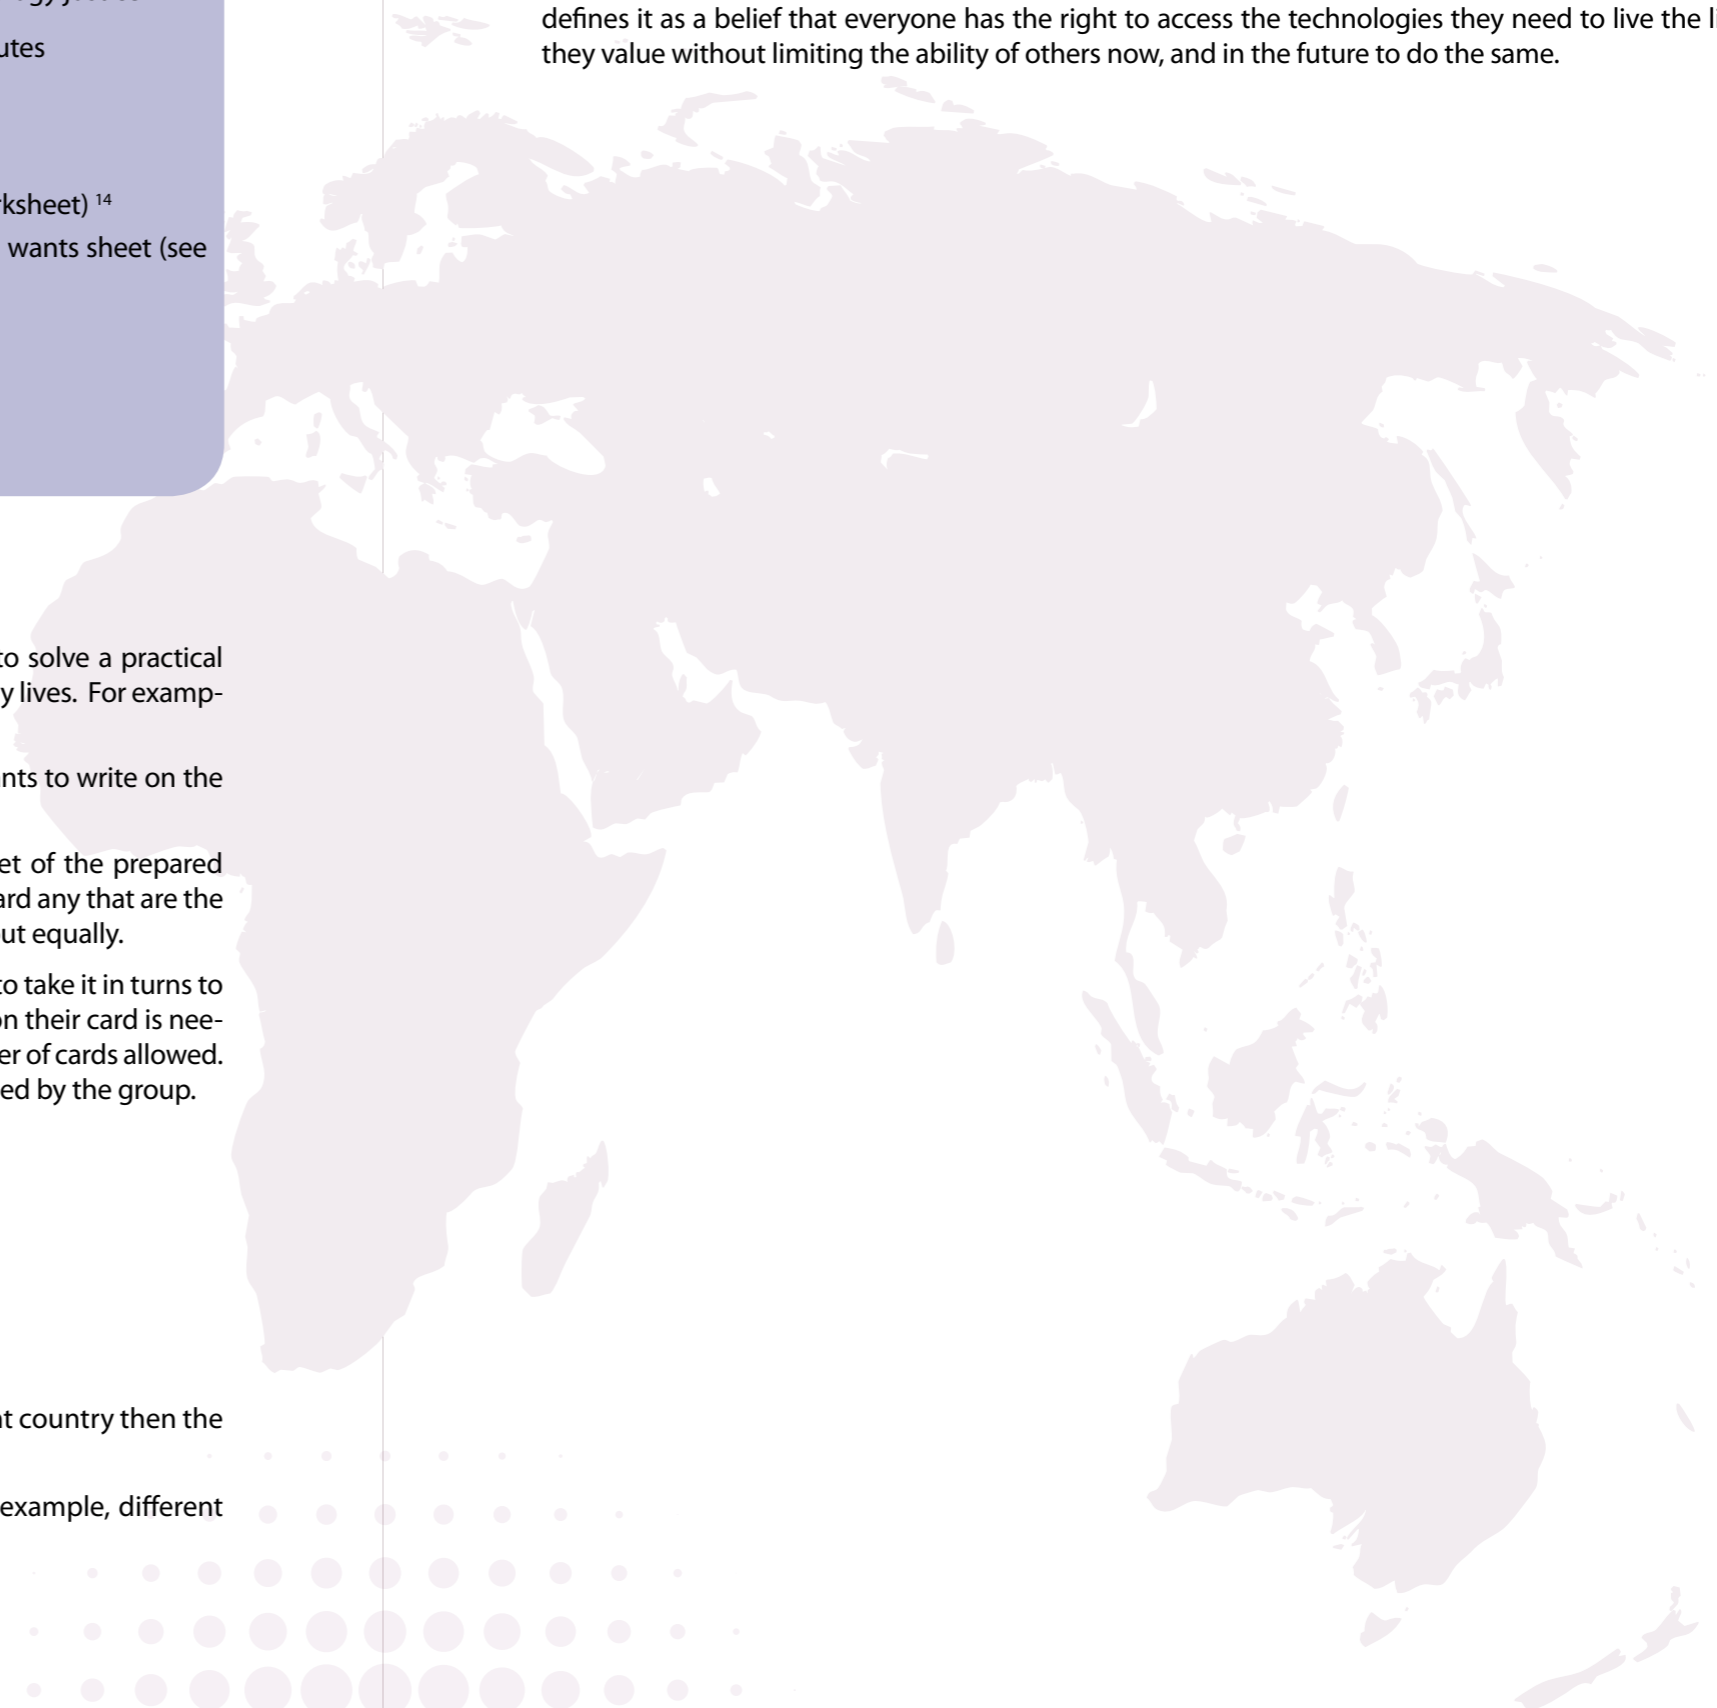 utes
rksheet) 14
wants sheet (see
to solve a practical
y lives. For examp-
nts to write on the
et of the prepared
ard any that are the
out equally.
to take it in turns to
on their card is nee-
er of cards allowed.
ed by the group.
nt country then the
example, different
defines it as a belief that everyone has the right to access the technologies they need to live the li
they value without limiting the ability of others now, and in the future to do the same.